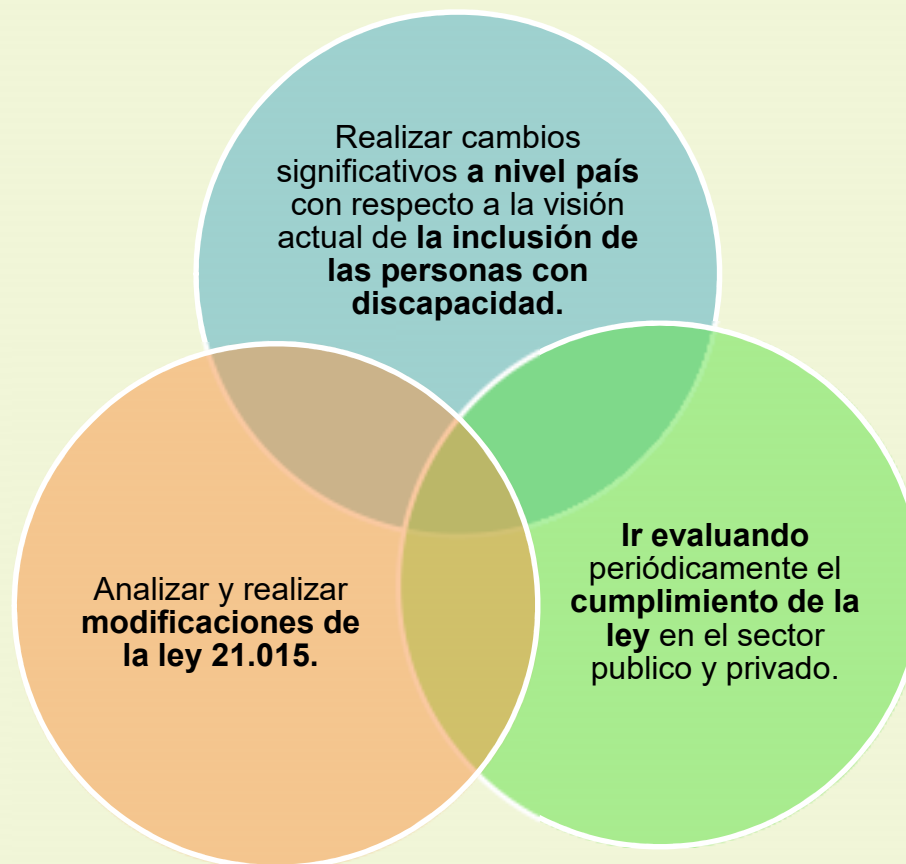 Realizar cambios
significativos a nivel país
con respecto a la visión
actual de la inclusión de
las personas con
discapacidad.
Analizar y realizar
modificaciones de
la ley 21.015.
Ir evaluando
periódicamente el
cumplimiento de la
ley en el sector
publico y privado.